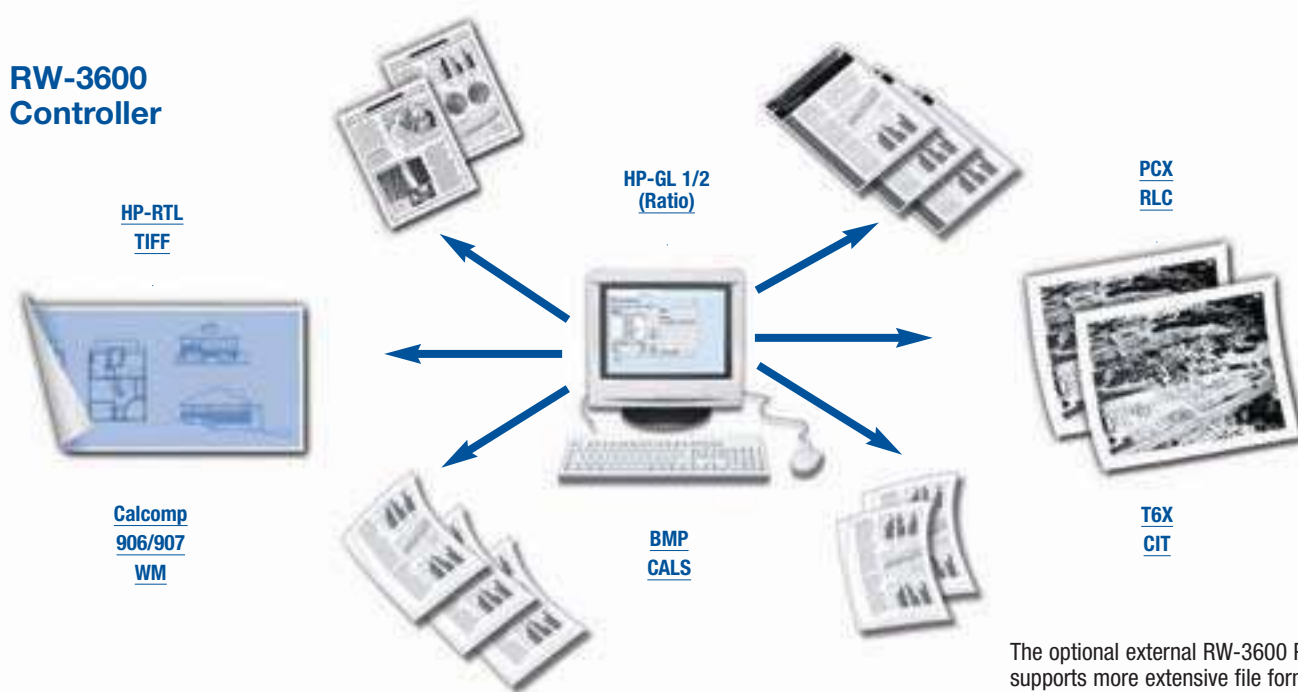 RW-3600
Controller
HP-GL 1/2
(Ratio)
PCX
RLC
HP-RTL
TIFF
Calcomp
906/907
WM
BMP
CALS
T6X
CIT
The optional external RW-3600
supports more extensive file